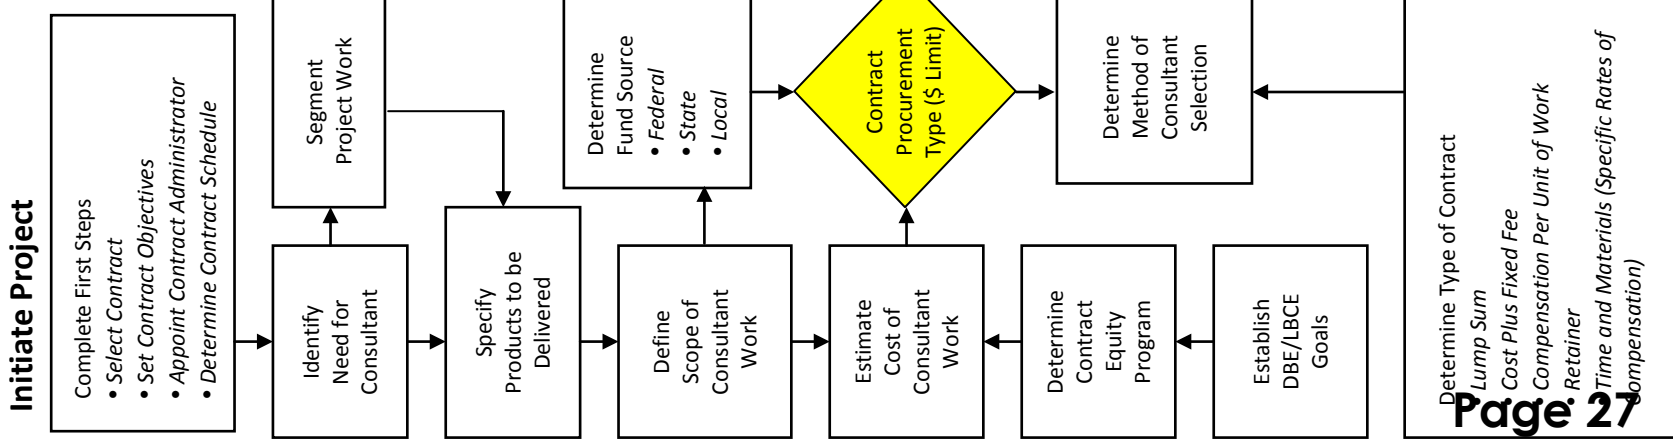 Initiate Project
Complete First Steps
• Select Contract
• Set Contract Objectives
• Appoint Contract Administrator
• Determine Contract Schedule
Identify
Need for
Consultant
Segment
Project Work
Specify
Products to be
Delivered
Define
Scope of
Consultant
Work
Determine
Fund Source
• Federal
• State
• Local
Estimate
Cost of
Consultant
Work
Contract
Procurement
Type ($ Limit)
Determine
Contract
Equity
Program
Establish
DBE/LBCE
Goals
Determine
Method of
Consultant
Selection
Determine Type of Contract
• Lump Sum
• Cost Plus Fixed Fee
• Compensation Per Unit of Work
• Retainer
• Time and Materials (Specific Rates of
Compensation)
Page 27